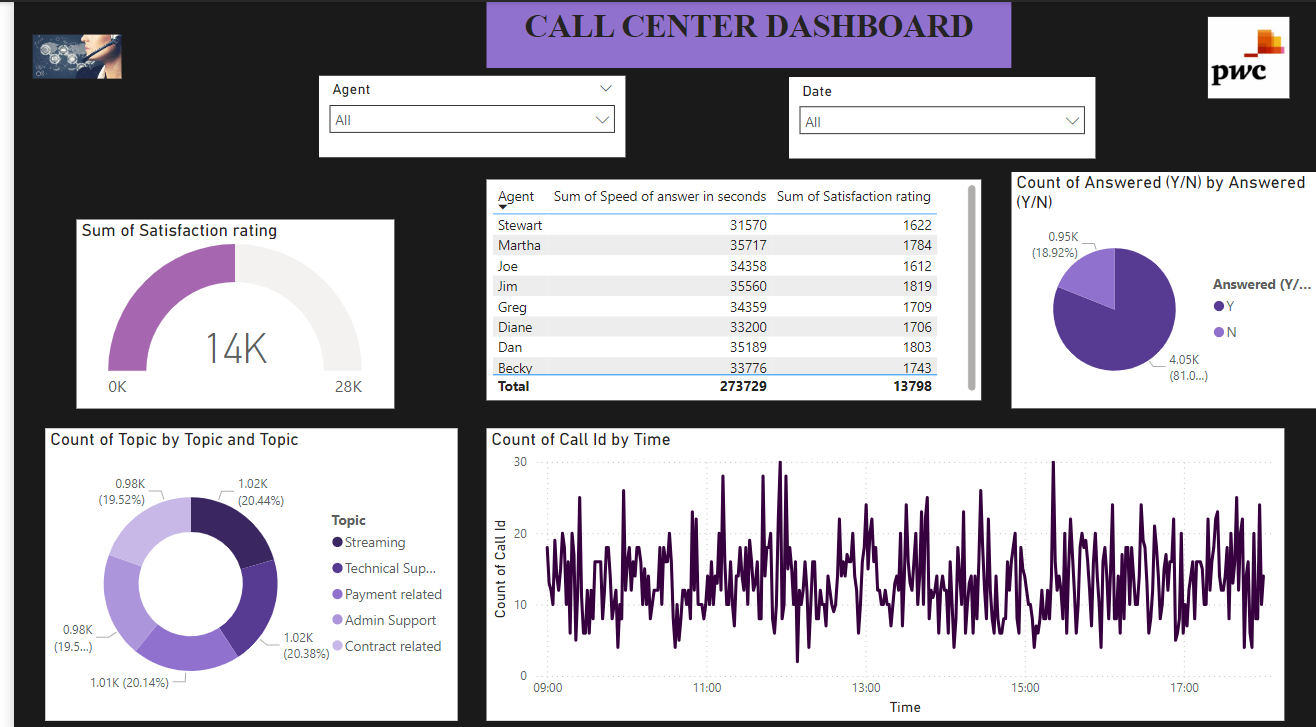 CALL CENTER DASHBOARD
pwc
Agent
All
Date
All
Sum of Satisfaction rating
14K
0K
28K
Agent Sum of Speed of answer in seconds Sum of Satisfaction rating
Stewart 31570 1622
Martha 35717 1784
Joe 34358 1612
Jim 35560 1819
Greg 34359 1709
Diane 33200 1706
Dan 35189 1803
Becky 33776 1743
Total 273729 13798
Count of Answered (Y/N) by Answered
(Y/N)
0.95K
(18.92%)
Answered (Y/...
Y
N
4.05K
(81.0...)
Count of Topic by Topic and Topic
0.98K
(19.52%)
1.02K
(20.44%)
Topic
Streaming
Technical Sup...
Payment related
Admin Support
Contract related
0.98K
(19.5...)
1.02K
(20.38%)
1.01K (20.14%)
Count of Call Id by Time
Count of Call Id
30
20
10
0
09:00 11:00 13:00 15:00 17:00
Time